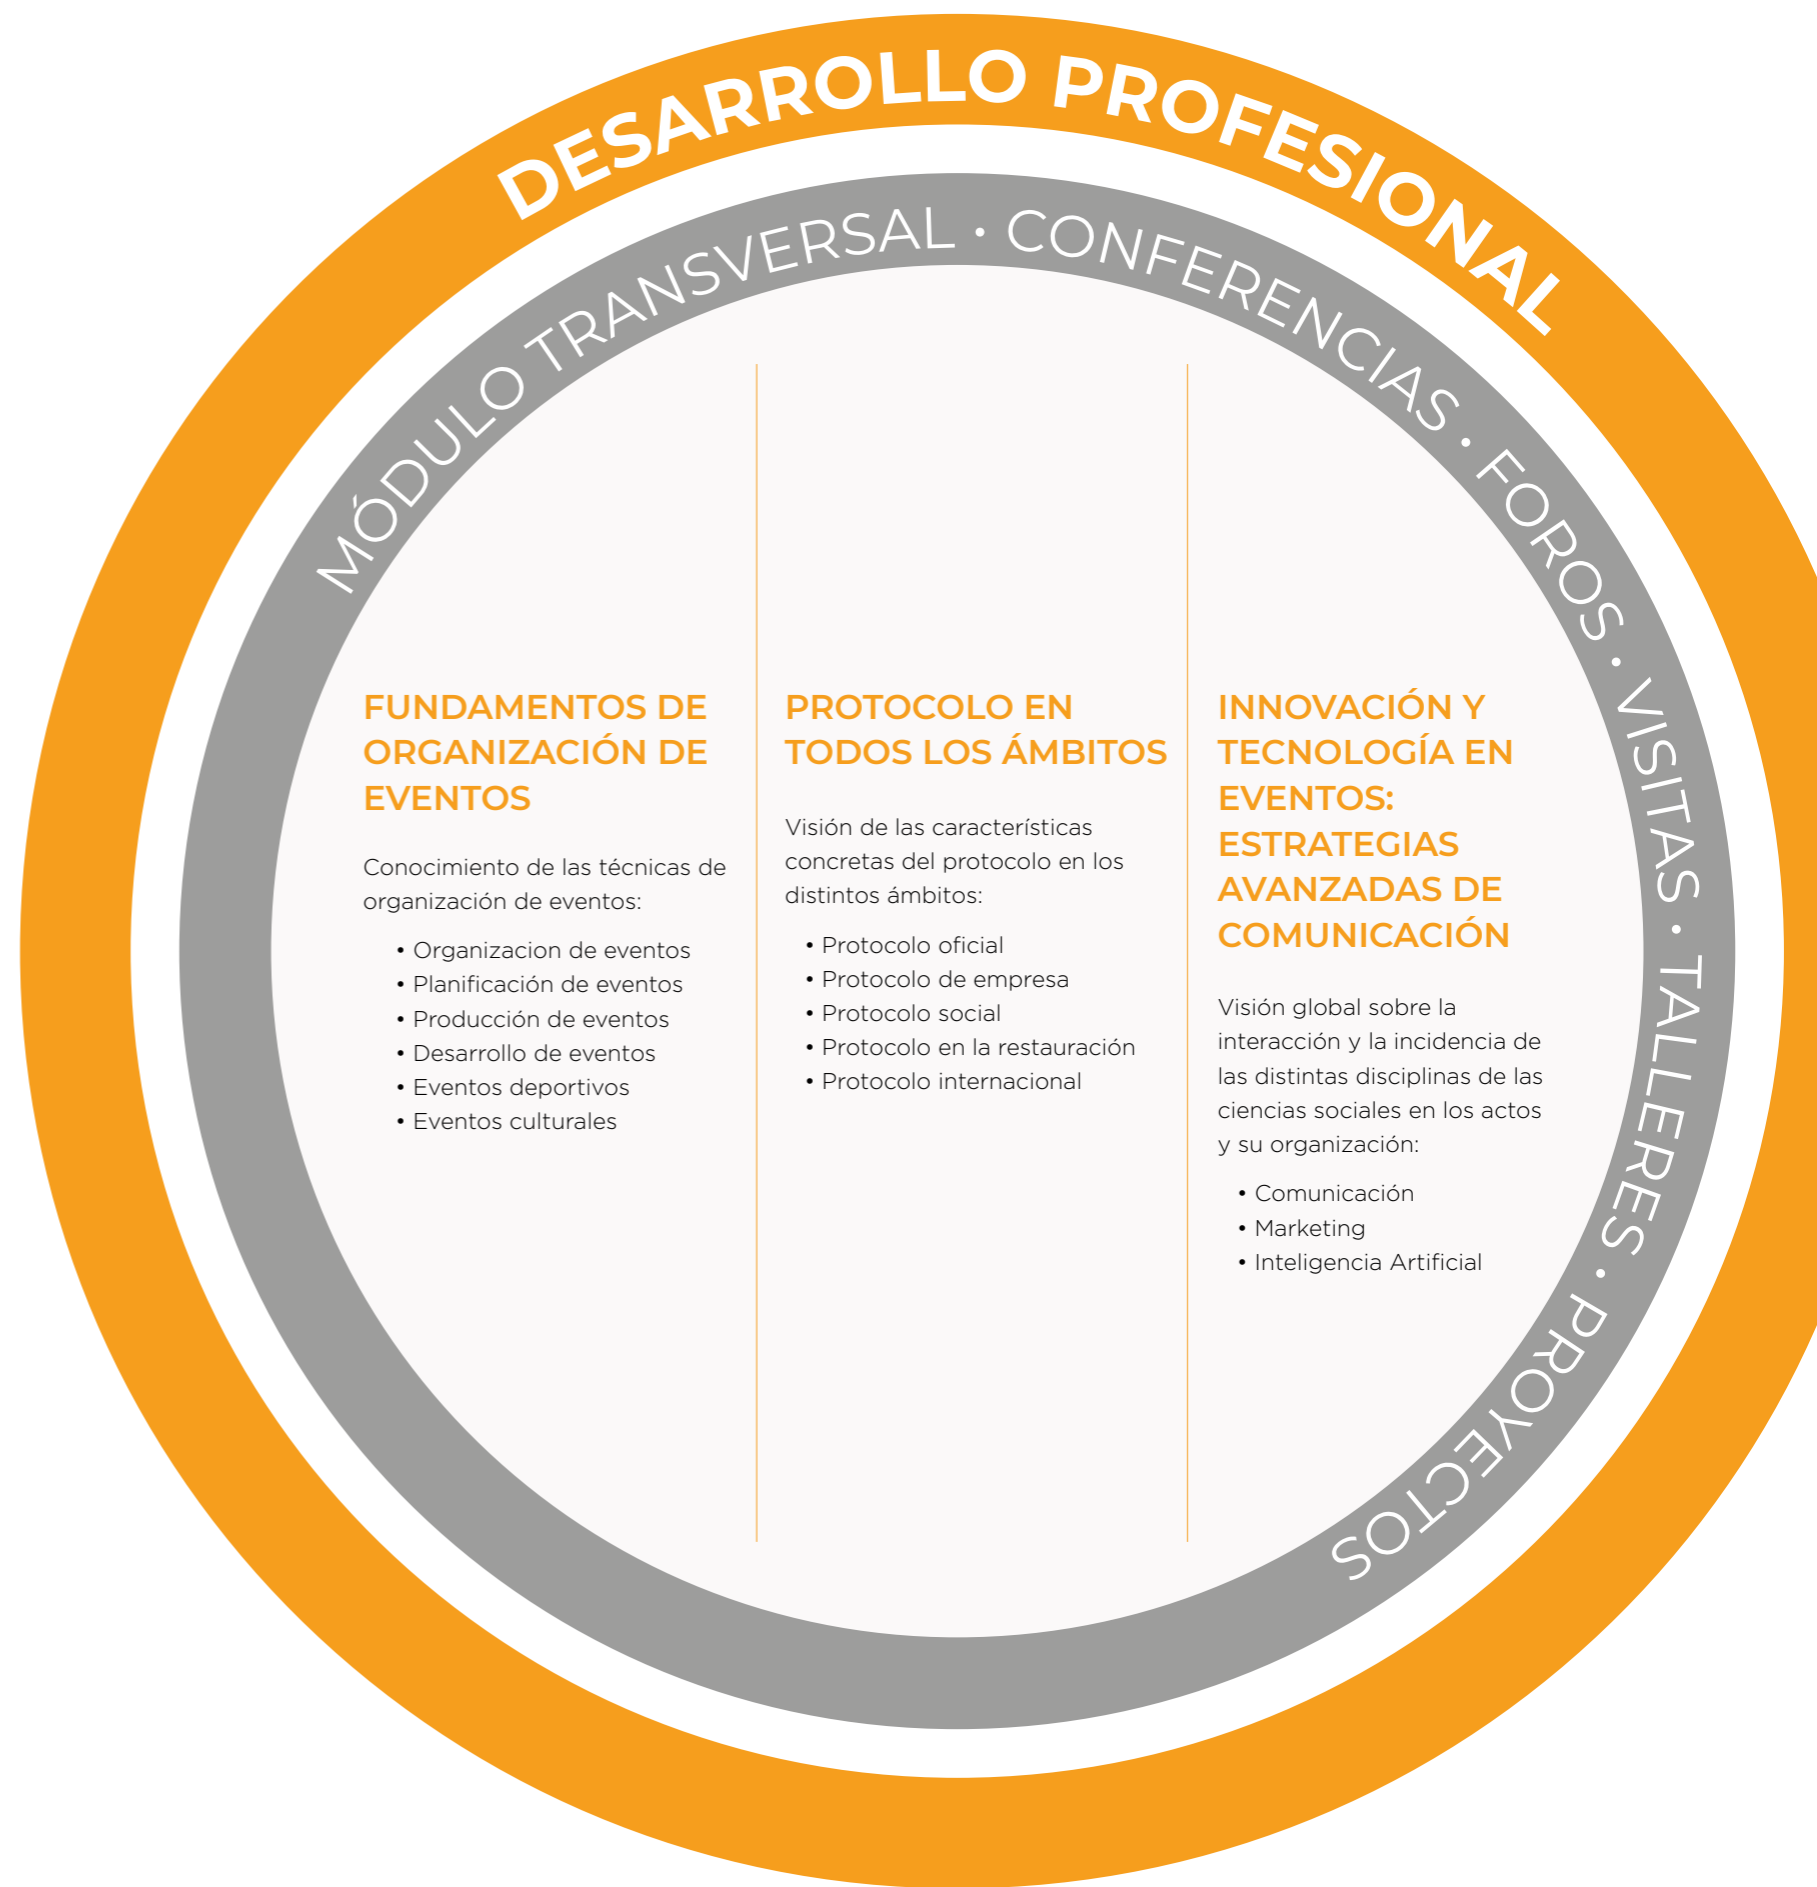 DESARROLLO PROFESIONAL
MÓDULO TRANSVERSAL · CONFERENCIAS · FOROS · VISITAS · TALLERES · PROYECTOS
FUNDAMENTOS DE
ORGANIZACIÓN DE
EVENTOS
Conocimiento de las técnicas de
organización de eventos:
• Organizacion de eventos
• Planificación de eventos
• Producción de eventos
• Desarrollo de eventos
• Eventos deportivos
• Eventos culturales
PROTOCOLO EN
TODOS LOS ÁMBITOS
Visión de las características
concretas del protocolo en los
distintos ámbitos:
• Protocolo oficial
• Protocolo de empresa
• Protocolo social
• Protocolo en la restauración
• Protocolo internacional
INNOVACIÓN Y
TECNOLOGÍA EN
EVENTOS:
ESTRATEGIAS
AVANZADAS DE
COMUNICACIÓN
Visión global sobre la
interacción y la incidencia de
las distintas disciplinas de las
ciencias sociales en los actos
y su organización:
• Comunicación
• Marketing
• Inteligencia Artificial